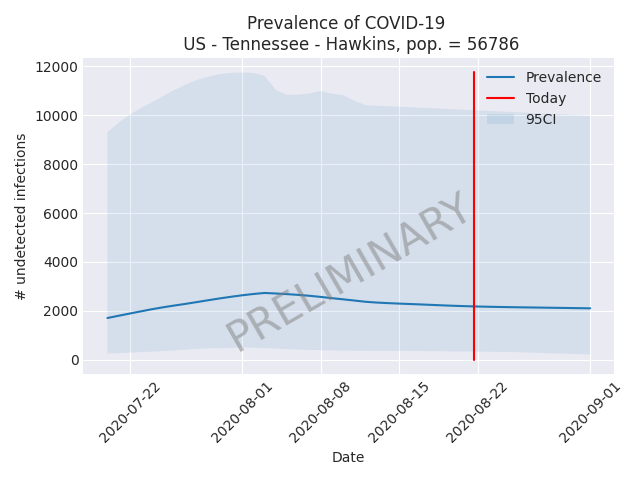 Prevalence of COVID-19
US - Tennessee - Hawkins, pop. = 56786
12000
10000
8000
6000
4000
2000
0
# undetected infections
Prevalence
Today
95CI
PRELIMINARY
2020-07-22
2020-08-01
2020-08-08
2020-08-15
2020-08-22
2020-09-01
Date